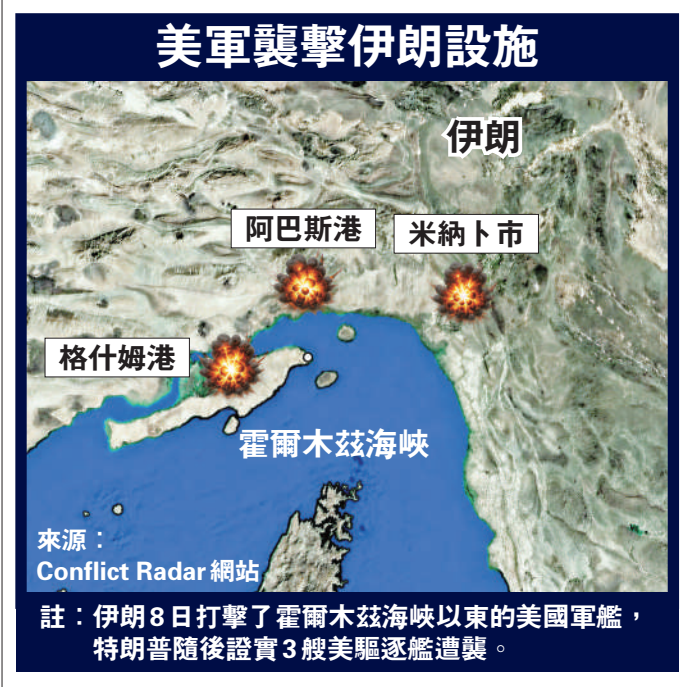 美軍襲擊伊朗設施
伊朗
阿巴斯港
米納卜市
格什姆港
霍爾木茲海峽
來源：
Conflict Radar網站
註：伊朗8日打擊了霍爾木茲海峽以東的美國軍艦，
特朗普隨後證實3艘美驅逐艦遭襲。